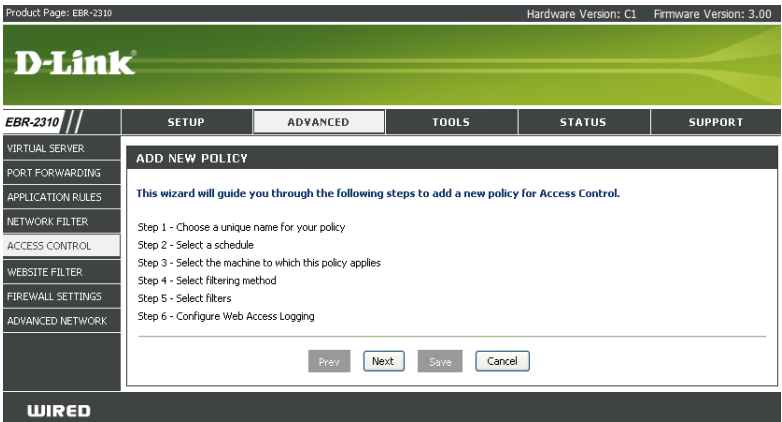 Product Page: EBR-2310 Hardware Version: C1 Firmware Version: 3.00
D-Link®
EBR-2310 SETUP ADVANCED TOOLS STATUS SUPPORT
VIRTUAL SERVER
PORT FORWARDING
APPLICATION RULES
NETWORK FILTER
ACCESS CONTROL
WEBSITE FILTER
FIREWALL SETTINGS
ADVANCED NETWORK
ADD NEW POLICY
This wizard will guide you through the following steps to add a new policy for Access Control.
Step 1 - Choose a unique name for your policy
Step 2 - Select a schedule
Step 3 - Select the machine to which this policy applies
Step 4 - Select filtering method
Step 5 - Select filters
Step 6 - Configure Web Access Logging
Prev Next Save Cancel
WIRED